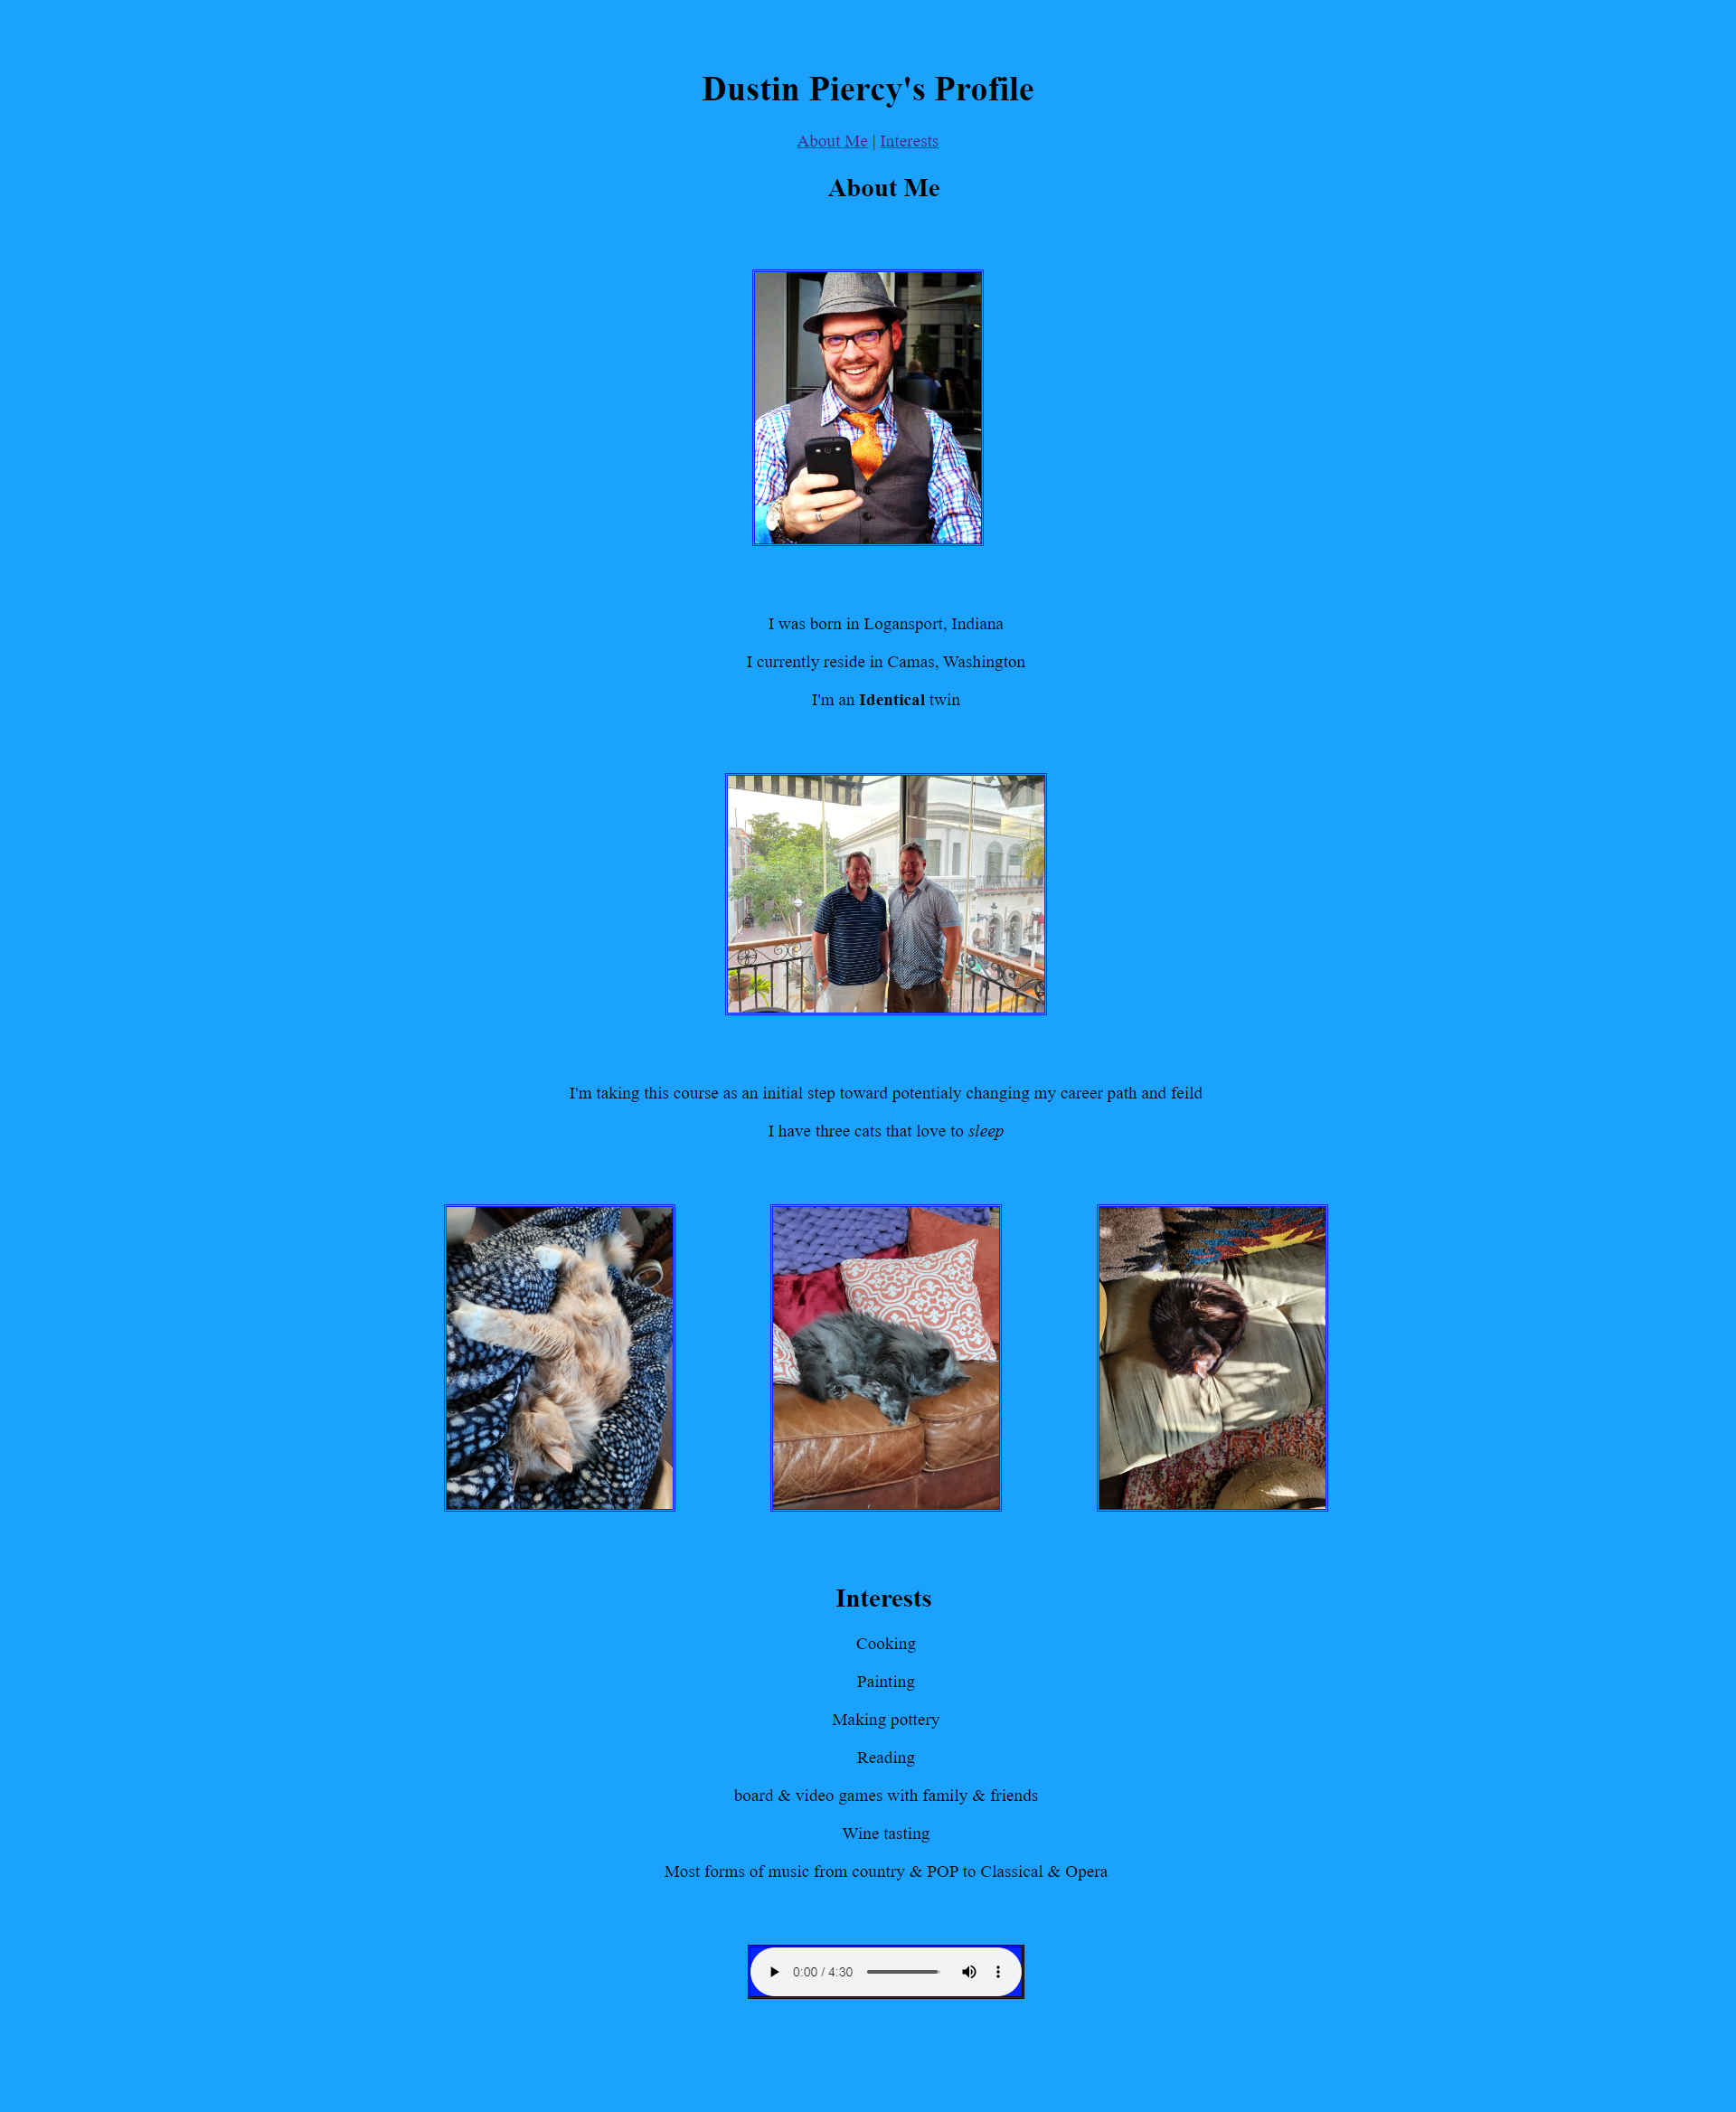 Dustin Piercy's Profile
About Me | Interests
About Me
I was born in Logansport, Indiana
I currently reside in Camas, Washington
I'm an Identical twin
I'm taking this course as an initial step toward potentialy changing my career path and feild
I have three cats that love to sleep
Interests
Cooking
Painting
Making pottery
Reading
board & video games with family & friends
Wine tasting
Most forms of music from country & POP to Classical & Opera
0:00 / 4:30